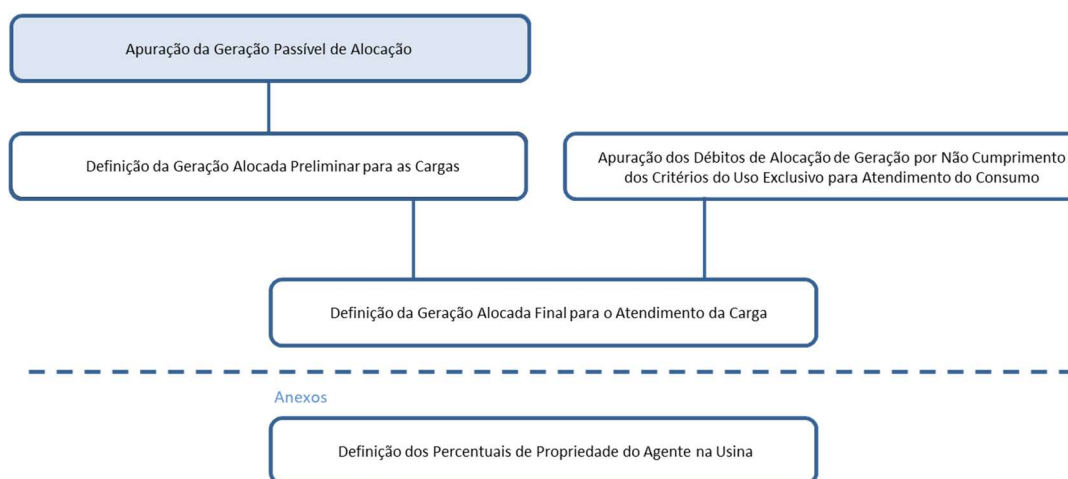 Apuração da Geração Passível de Alocação
Definição da Geração Alocada Preliminar para as Cargas
Apuração dos Débitos de Alocação de Geração por Não Cumprimento
dos Critérios do Uso Exclusivo para Atendimento do Consumo
Definição da Geração Alocada Final para o Atendimento da Carga
Anexos
Definição dos Percentuais de Propriedade do Agente na Usina